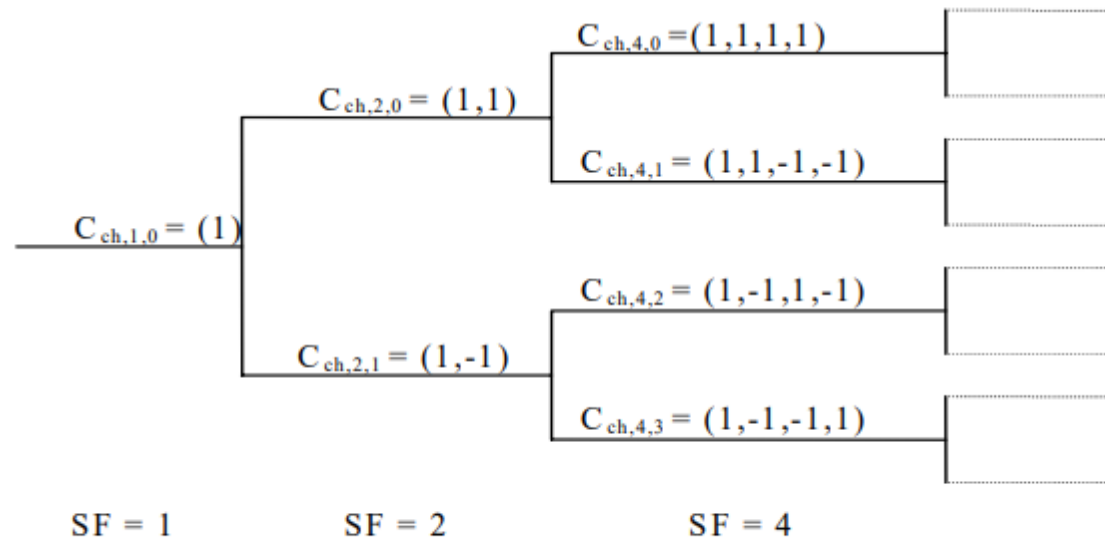 C ch,4,0 =(1,1,1,1)
C ch,2,0 = (1,1)
C ch,4,1 = (1,1,-1,-1)
C ch,1,0 = (1)
C ch,4,2 = (1,-1,1,-1)
C ch,2,1 = (1,-1)
C ch,4,3 = (1,-1,-1,1)
SF = 1 SF = 2 SF = 4